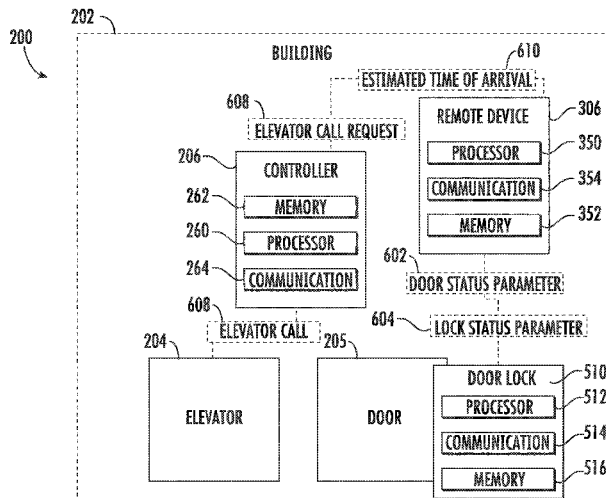 202
200
BUILDING
610
ESTIMATED TIME OF ARRIVAL
608
306
ELEVATOR CALL REQUEST
REMOTE DEVICE
206
CONTROLLER
PROCESSOR
350
262
MEMORY
COMMUNICATION
354
260
PROCESSOR
MEMORY
352
264
COMMUNICATION
602
DOOR STATUS PARAMETER
608
604
LOCK STATUS PARAMETER
204
ELEVATOR CALL
205
ELEVATOR
DOOR
DOOR LOCK
510
PROCESSOR
512
COMMUNICATION
514
MEMORY
516